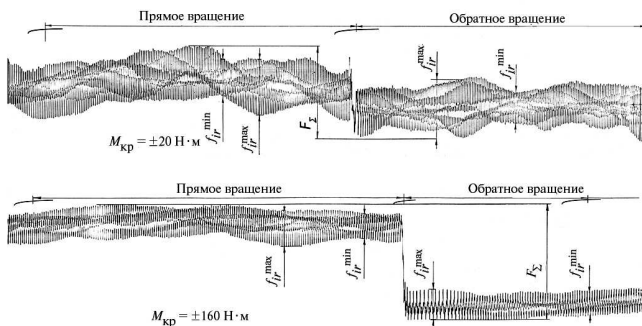 Прямое вращение
Обратное вращение
f_ir^min
f_ir^max
F_Σ
f_ir^max
f_ir^min
M_кр = ±20 Н·м
Прямое вращение
Обратное вращение
f_ir^max
f_ir^min
f_ir^max
F_Σ
f_ir^min
M_кр = ±160 Н·м